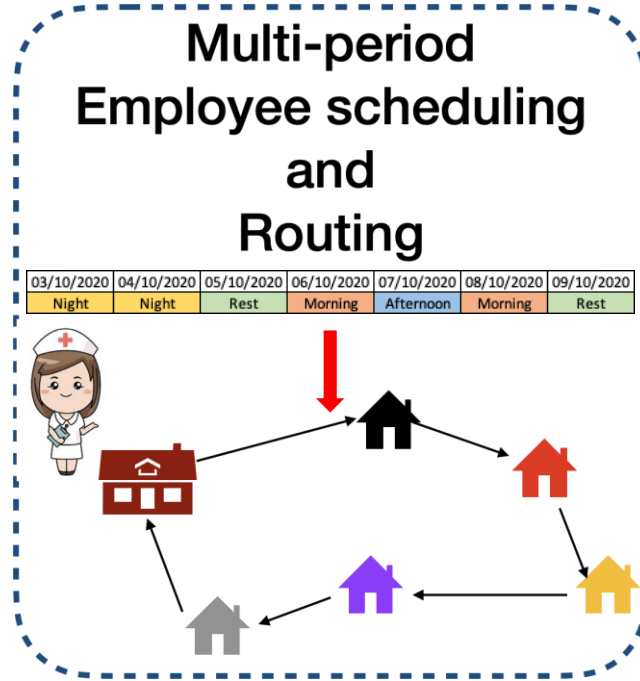 Multi-period
Employee scheduling
and
Routing
03/10/2020 04/10/2020 05/10/2020 06/10/2020 07/10/2020 08/10/2020 09/10/2020
Night Night Rest Morning Afternoon Morning Rest